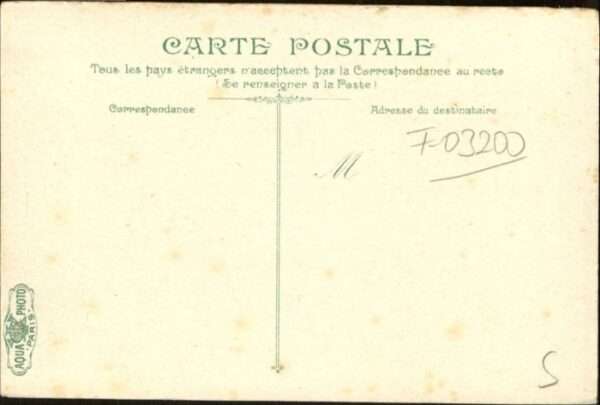 CARTE POSTALE
Tous les pays étrangers n'acceptent pas la Correspondance au recto
(Se renseigner à la Poste)
Correspondance
Adresse du destinataire
F03200
M
AQUA PHOTO
PARIS
S